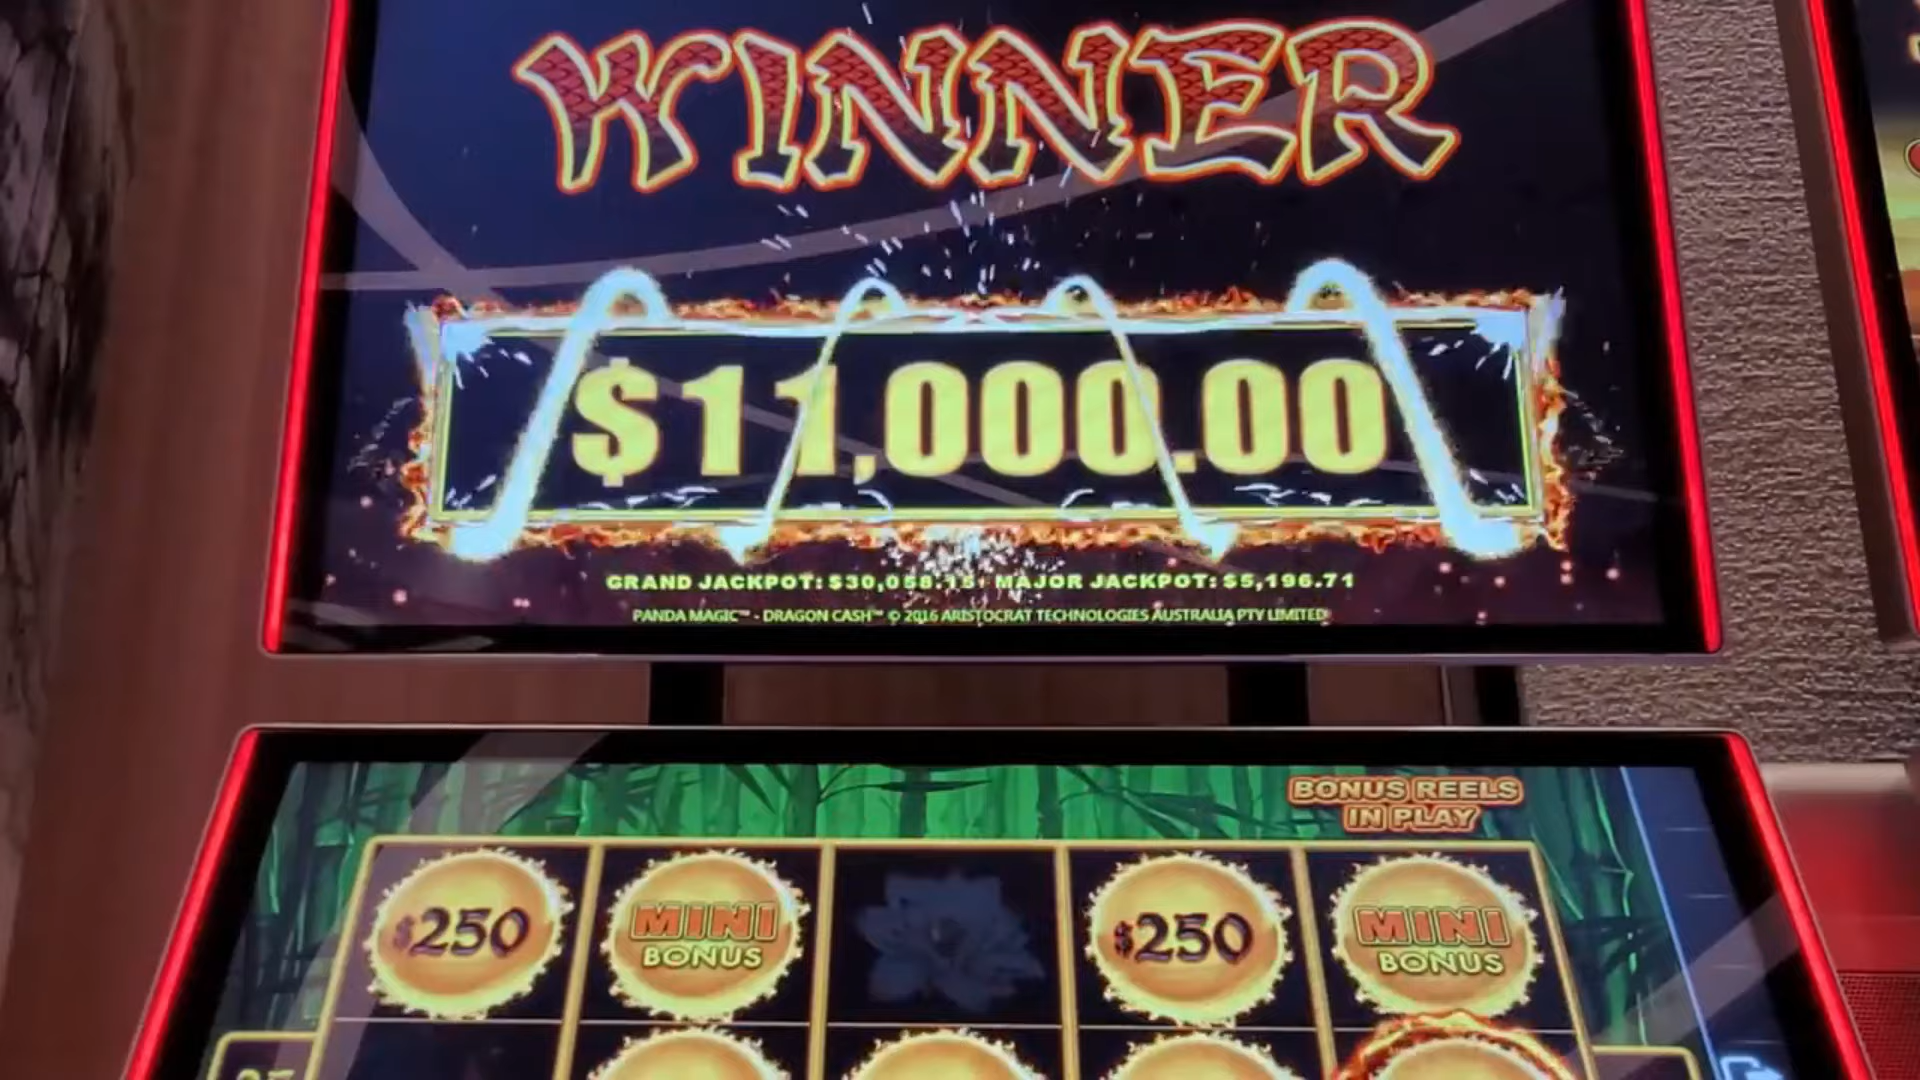 WINNER
$11,000.00
GRAND JACKPOT: $30,058.15 MAJOR JACKPOT: $5,196.71
PANDA MAGIC™ - DRAGON CASH™ © 2016 ARISTOCRAT TECHNOLOGIES AUSTRALIA PTY LIMITED
BONUS REELS
IN PLAY
$250
MINI
BONUS
$250
MINI
BONUS